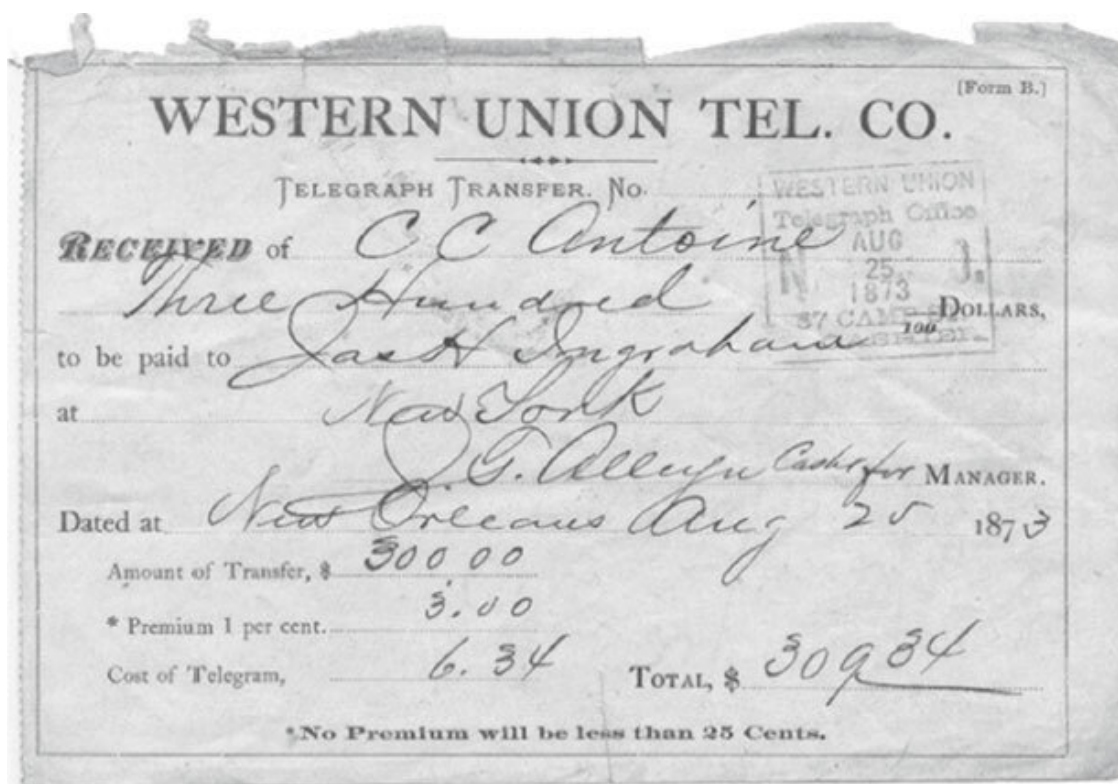 [Form B.]
WESTERN UNION TEL. CO.
TELEGRAPH TRANSFER. No.
WESTERN UNION
Telegraph Office
AUG
25
1873
N. J.
37 CAMP
RECEIVED of C C Antoine
Three Hundred 100 DOLLARS,
to be paid to Jas H Ingraham
at New York
J. G. Alleyn Cashr for MANAGER.
Dated at New Orleans Aug 25 1873
Amount of Transfer, $ 300 00
* Premium 1 per cent. 3.00
Cost of Telegram, 6.34 TOTAL, $ 309 34
*No Premium will be less than 25 Cents.